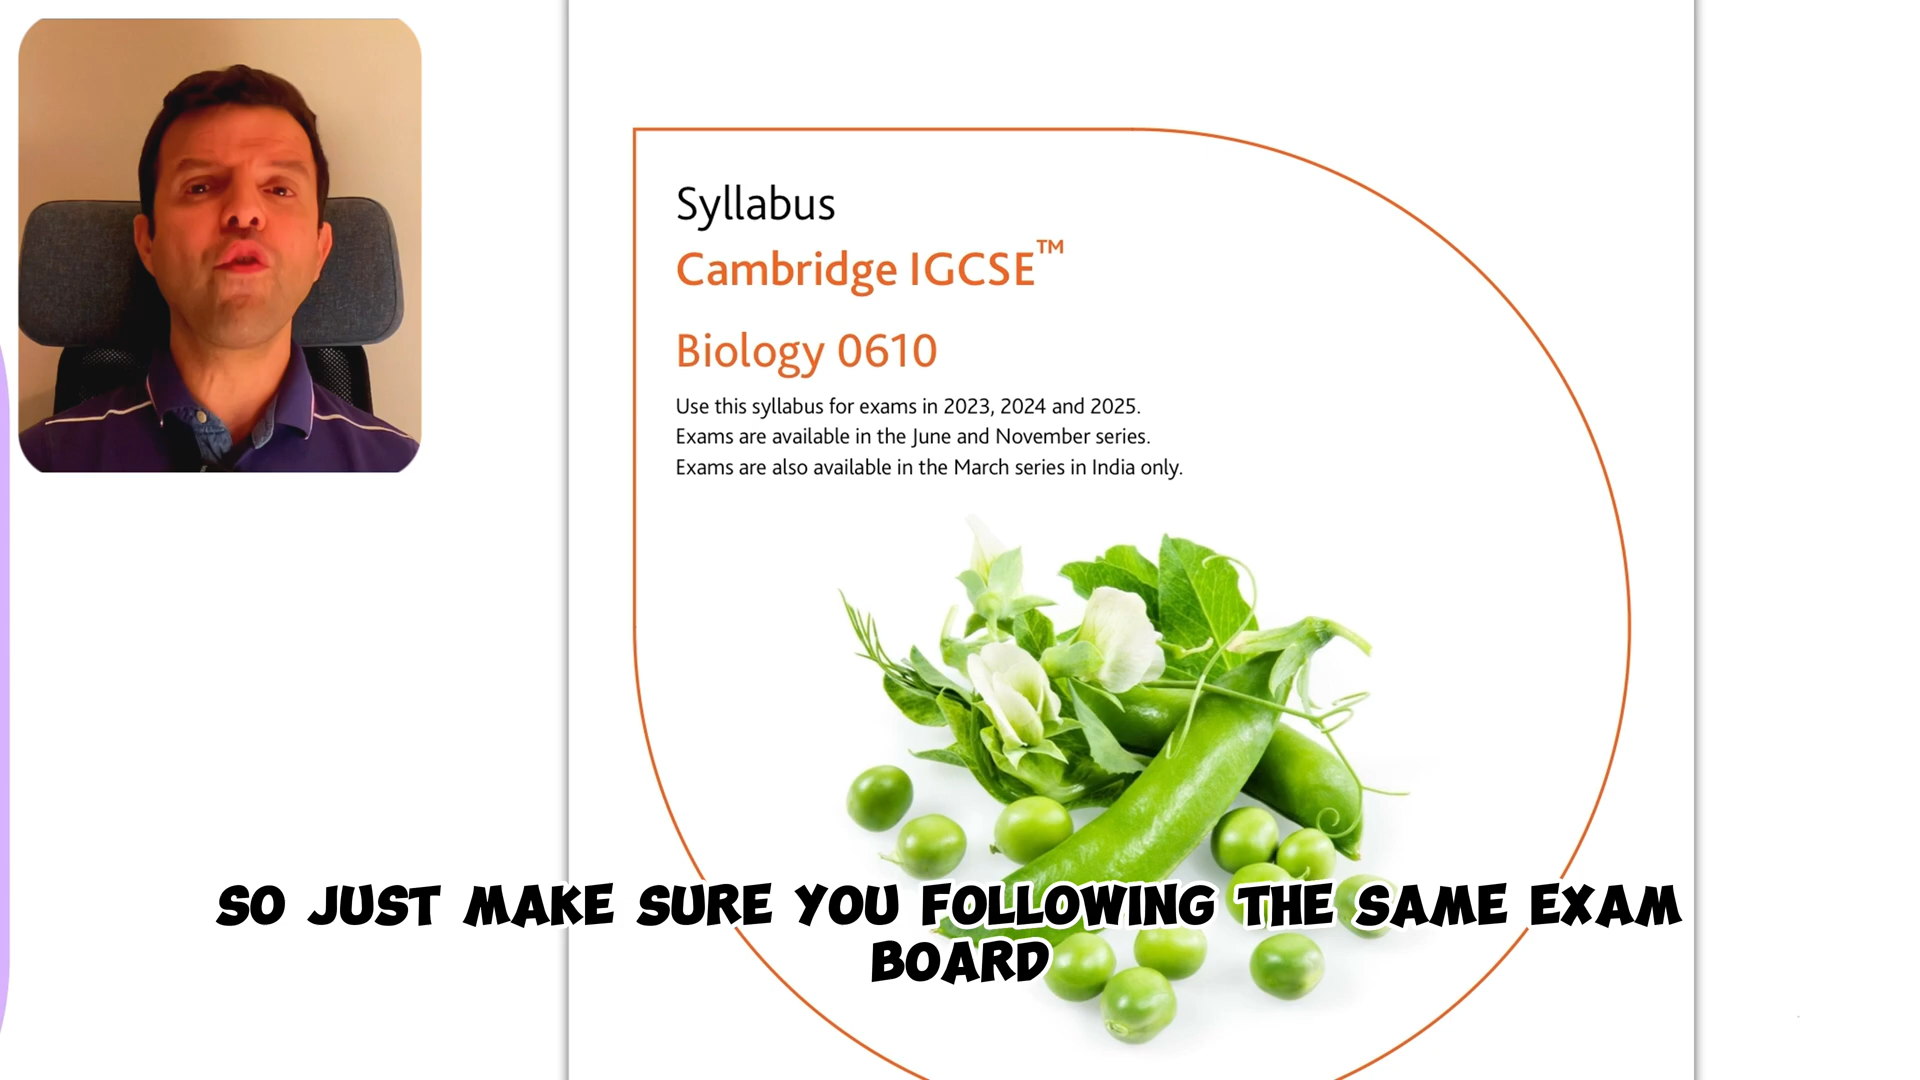 Syllabus
Cambridge IGCSE™
Biology 0610
Use this syllabus for exams in 2023, 2024 and 2025.
Exams are available in the June and November series.
Exams are also available in the March series in India only.
SO JUST MAKE SURE YOU FOLLOWING THE SAME EXAM
BOARD